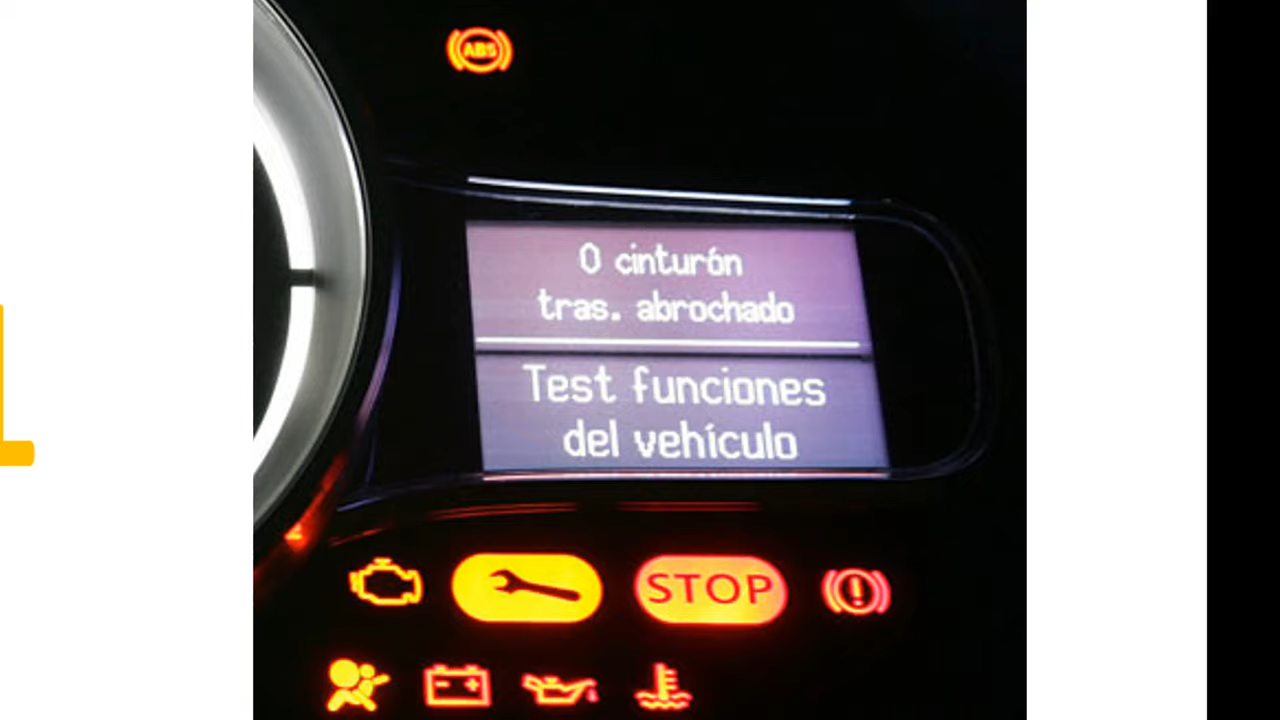 ABS
0 cinturón
tras. abrochado
Test funciones
del vehículo
STOP